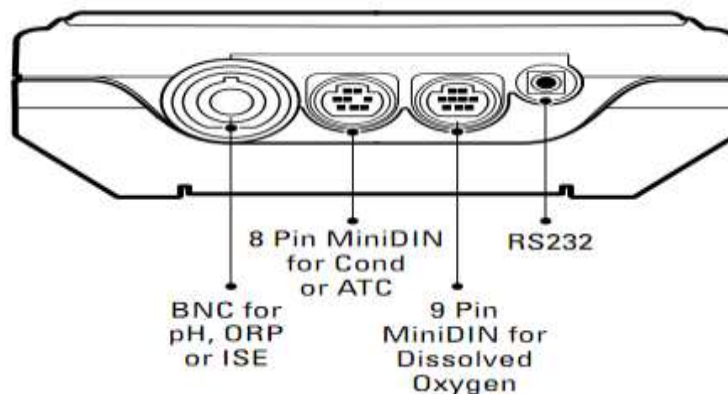 8 Pin MiniDIN
for Cond
or ATC
RS232
BNC for
pH, ORP
or ISE
9 Pin
MiniDIN for
Dissolved
Oxygen